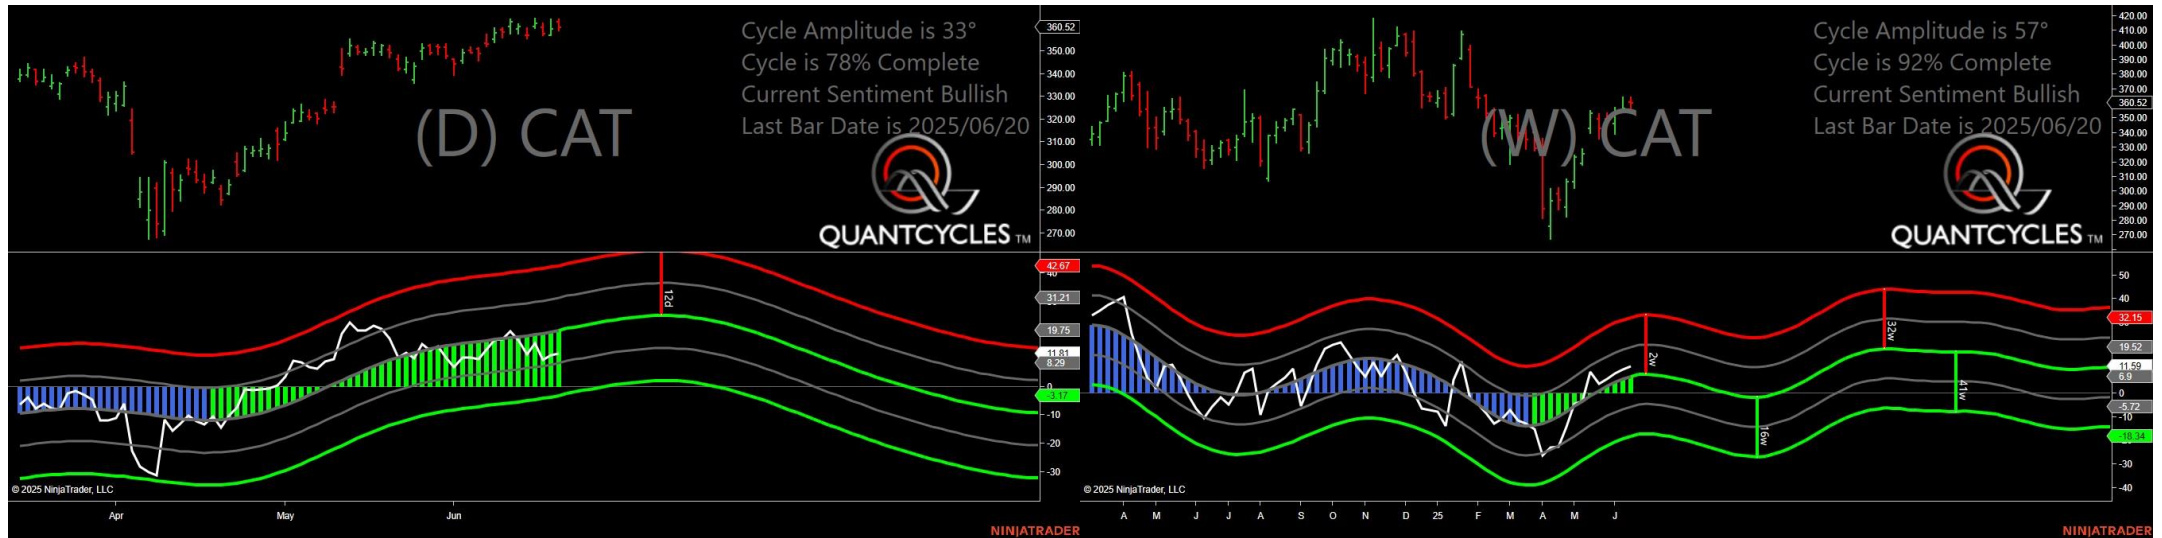 Cycle Amplitude is 33°
Cycle is 78% Complete
Current Sentiment Bullish
Last Bar Date is 2025/06/20
(D) CAT
QUANTCYCLES TM
360.52
350.00
340.00
330.00
320.00
310.00
300.00
290.00
280.00
270.00
42.67
40
31.21
19.75
11.81
8.29
0
-3.17
-10
-20
-30
12d
© 2025 NinjaTrader, LLC
Apr
May
Jun
NINJATRADER
Cycle Amplitude is 57°
Cycle is 92% Complete
Current Sentiment Bullish
Last Bar Date is 2025/06/20
(W) CAT
QUANTCYCLES TM
420.00
410.00
400.00
390.00
380.00
370.00
360.52
350.00
340.00
330.00
320.00
310.00
300.00
290.00
280.00
270.00
50
40
32.15
19.52
11.59
6.9
0
-5.72
-10
-18.34
-30
-40
2w
16w
32w
41w
© 2025 NinjaTrader, LLC
A M J J A S O N D 25 F M A M J
NINJATRADER